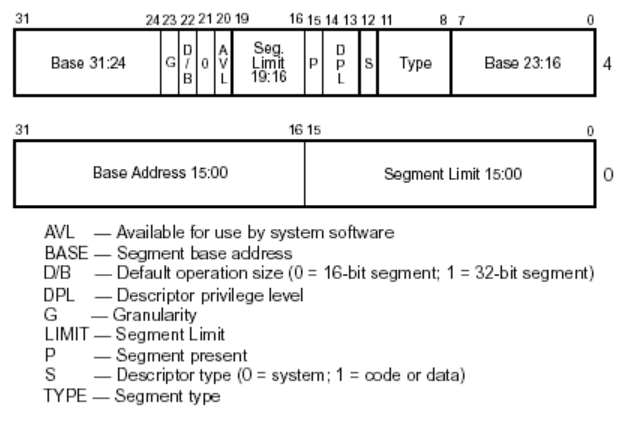 31 24 23 22 21 20 19 16 15 14 13 12 11 8 7 0
Base 31:24 G D/B 0 AVL Seg. Limit 19:16 P DPL S Type Base 23:16 4
31 16 15 0
Base Address 15:00 Segment Limit 15:00 0
AVL — Available for use by system software
BASE — Segment base address
D/B — Default operation size (0 = 16-bit segment; 1 = 32-bit segment)
DPL — Descriptor privilege level
G — Granularity
LIMIT — Segment Limit
P — Segment present
S — Descriptor type (0 = system; 1 = code or data)
TYPE — Segment type